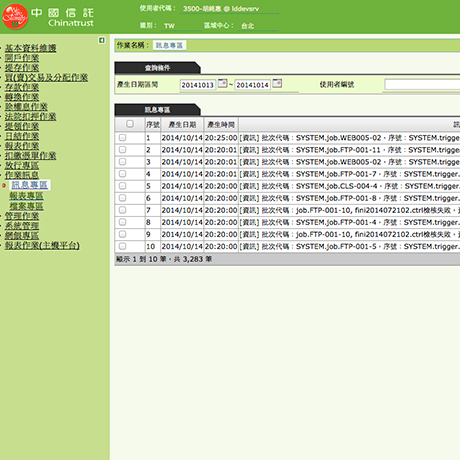 中國信託
Chinatrust
使用者代碼： 3500-胡純惠 @ lddevsrv
國別： TW 區域中心： 台北
基本資料維護
開戶作業
提存作業
買(賣)交易及分配作業
存款作業
轉換作業
除權息作業
法院扣押作業
提領作業
日結作業
報表作業
扣繳憑單作業
放行專區
作業訊息
訊息專區
報表專區
檔案專區
管理作業
系統管理
網銀專區
報表作業(主機平台)
作業名稱： 訊息專區
查詢條件
產生日期區間 20141013 ~ 20141014 使用者編號
訊息專區
序號 產生日期 產生時間 訊
1 2014/10/14 20:25:00 [資訊] 批次代碼：SYSTEM.job.WEB005-02，序號：SYSTEM.trigge
2 2014/10/14 20:20:01 [資訊] 批次代碼：SYSTEM.job.FTP-001-11，序號：SYSTEM.trigger
3 2014/10/14 20:20:01 [資訊] 批次代碼：SYSTEM.job.WEB005-02，序號：SYSTEM.trigge
4 2014/10/14 20:20:00 [資訊] 批次代碼：SYSTEM.job.FTP-001-7，序號：SYSTEM.trigger.
5 2014/10/14 20:20:00 [資訊] 批次代碼：SYSTEM.job.CLS-004-4，序號：SYSTEM.trigger.
6 2014/10/14 20:20:00 [資訊] 批次代碼：SYSTEM.job.FTP-001-8，序號：SYSTEM.trigger.
7 2014/10/14 20:20:00 [資訊] 批次代碼：job.FTP-001-10, fini2014072102.ctrl檢核失敗，
8 2014/10/14 20:20:00 [資訊] 批次代碼：SYSTEM.job.FTP-001-4，序號：SYSTEM.trigger.
9 2014/10/14 20:20:00 [資訊] 批次代碼：job.FTP-001-10, fini2014072102.ctrl檢核失敗，
10 2014/10/14 20:20:00 [資訊] 批次代碼：SYSTEM.job.FTP-001-5，序號：SYSTEM.trigger.
顯示 1 到 10 筆，共 3,283 筆